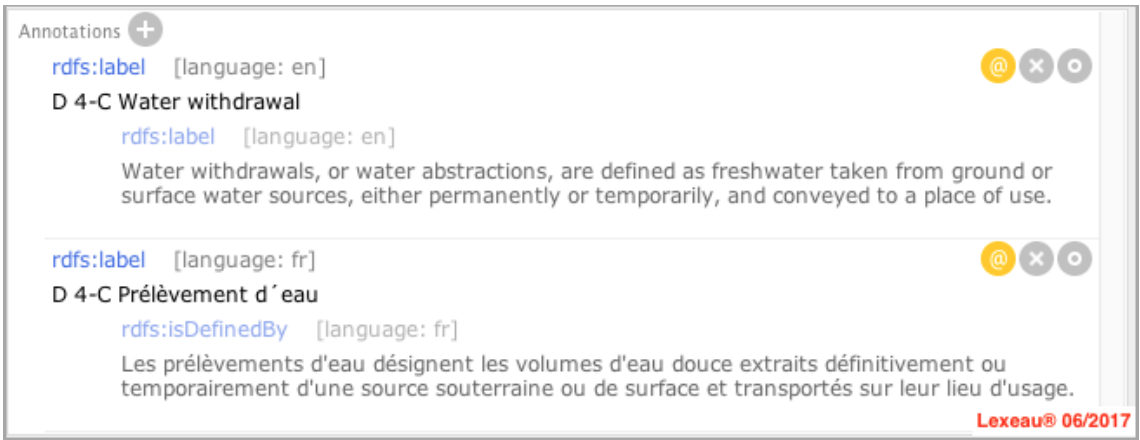 Annotations +
rdfs:label [language: en] @ × o
D 4-C Water withdrawal
rdfs:label [language: en]
Water withdrawals, or water abstractions, are defined as freshwater taken from ground or
surface water sources, either permanently or temporarily, and conveyed to a place of use.
rdfs:label [language: fr] @ × o
D 4-C Prélèvement d´eau
rdfs:isDefinedBy [language: fr]
Les prélèvements d'eau désignent les volumes d'eau douce extraits définitivement ou
temporairement d'une source souterraine ou de surface et transportés sur leur lieu d'usage.
Lexeau® 06/2017